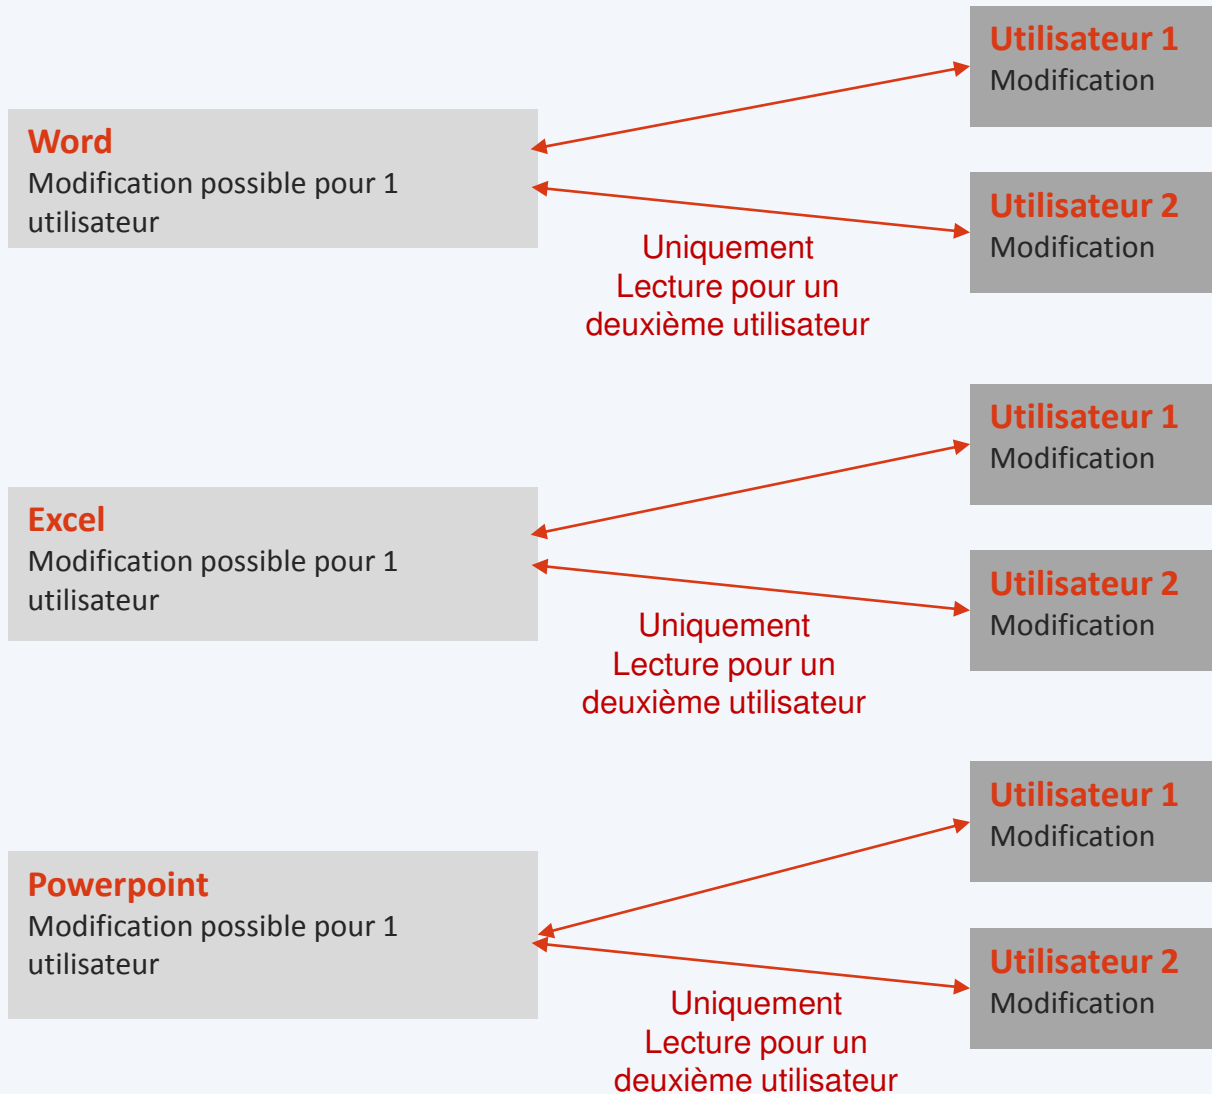 Utilisateur 1
Modification
Word
Modification possible pour 1
utilisateur
Utilisateur 2
Modification
Uniquement
Lecture pour un
deuxième utilisateur
Utilisateur 1
Modification
Excel
Modification possible pour 1
utilisateur
Utilisateur 2
Modification
Uniquement
Lecture pour un
deuxième utilisateur
Utilisateur 1
Modification
Powerpoint
Modification possible pour 1
utilisateur
Utilisateur 2
Modification
Uniquement
Lecture pour un
deuxième utilisateur